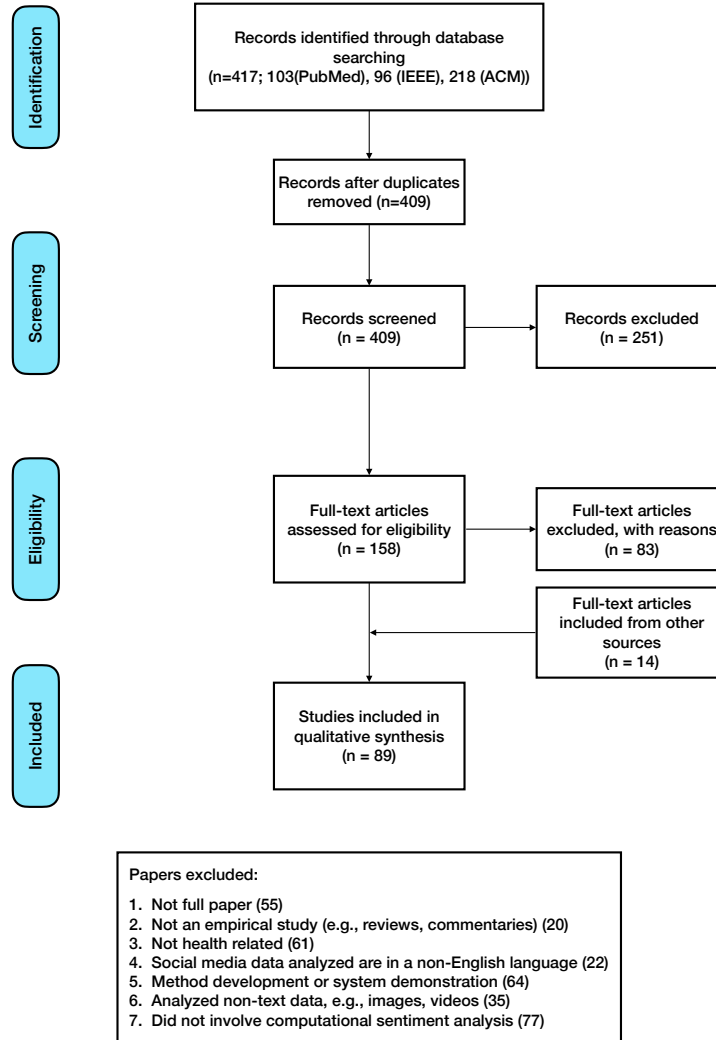 Identification
Records identified through database
searching
(n=417; 103(PubMed), 96 (IEEE), 218 (ACM))
Records after duplicates
removed (n=409)
Screening
Records screened
(n = 409)
Records excluded
(n = 251)
Eligibility
Full-text articles
assessed for eligibility
(n = 158)
Full-text articles
excluded, with reasons
(n = 83)
Full-text articles
included from other
sources
(n = 14)
Included
Studies included in
qualitative synthesis
(n = 89)
Papers excluded:
1. Not full paper (55)
2. Not an empirical study (e.g., reviews, commentaries) (20)
3. Not health related (61)
4. Social media data analyzed are in a non-English language (22)
5. Method development or system demonstration (64)
6. Analyzed non-text data, e.g., images, videos (35)
7. Did not involve computational sentiment analysis (77)